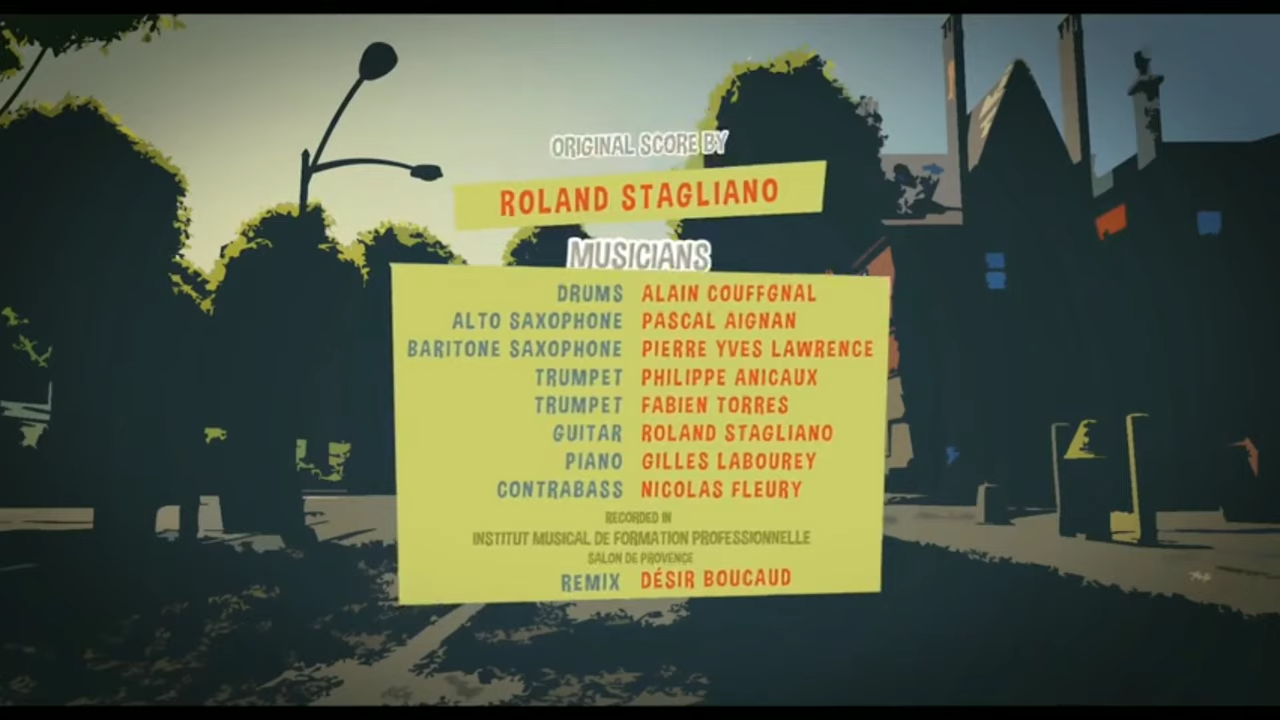 ORIGINAL SCORE BY
ROLAND STAGLIANO
MUSICIANS
DRUMS ALAIN COUFFGNAL
ALTO SAXOPHONE PASCAL AIGNAN
BARITONE SAXOPHONE PIERRE YVES LAWRENCE
TRUMPET PHILIPPE ANICAUX
TRUMPET FABIEN TORRES
GUITAR ROLAND STAGLIANO
PIANO GILLES LABOUREY
CONTRABASS NICOLAS FLEURY
RECORDED IN
INSTITUT MUSICAL DE FORMATION PROFESSIONNELLE
SALON DE PROVENCE
REMIX DÉSIR BOUCAUD